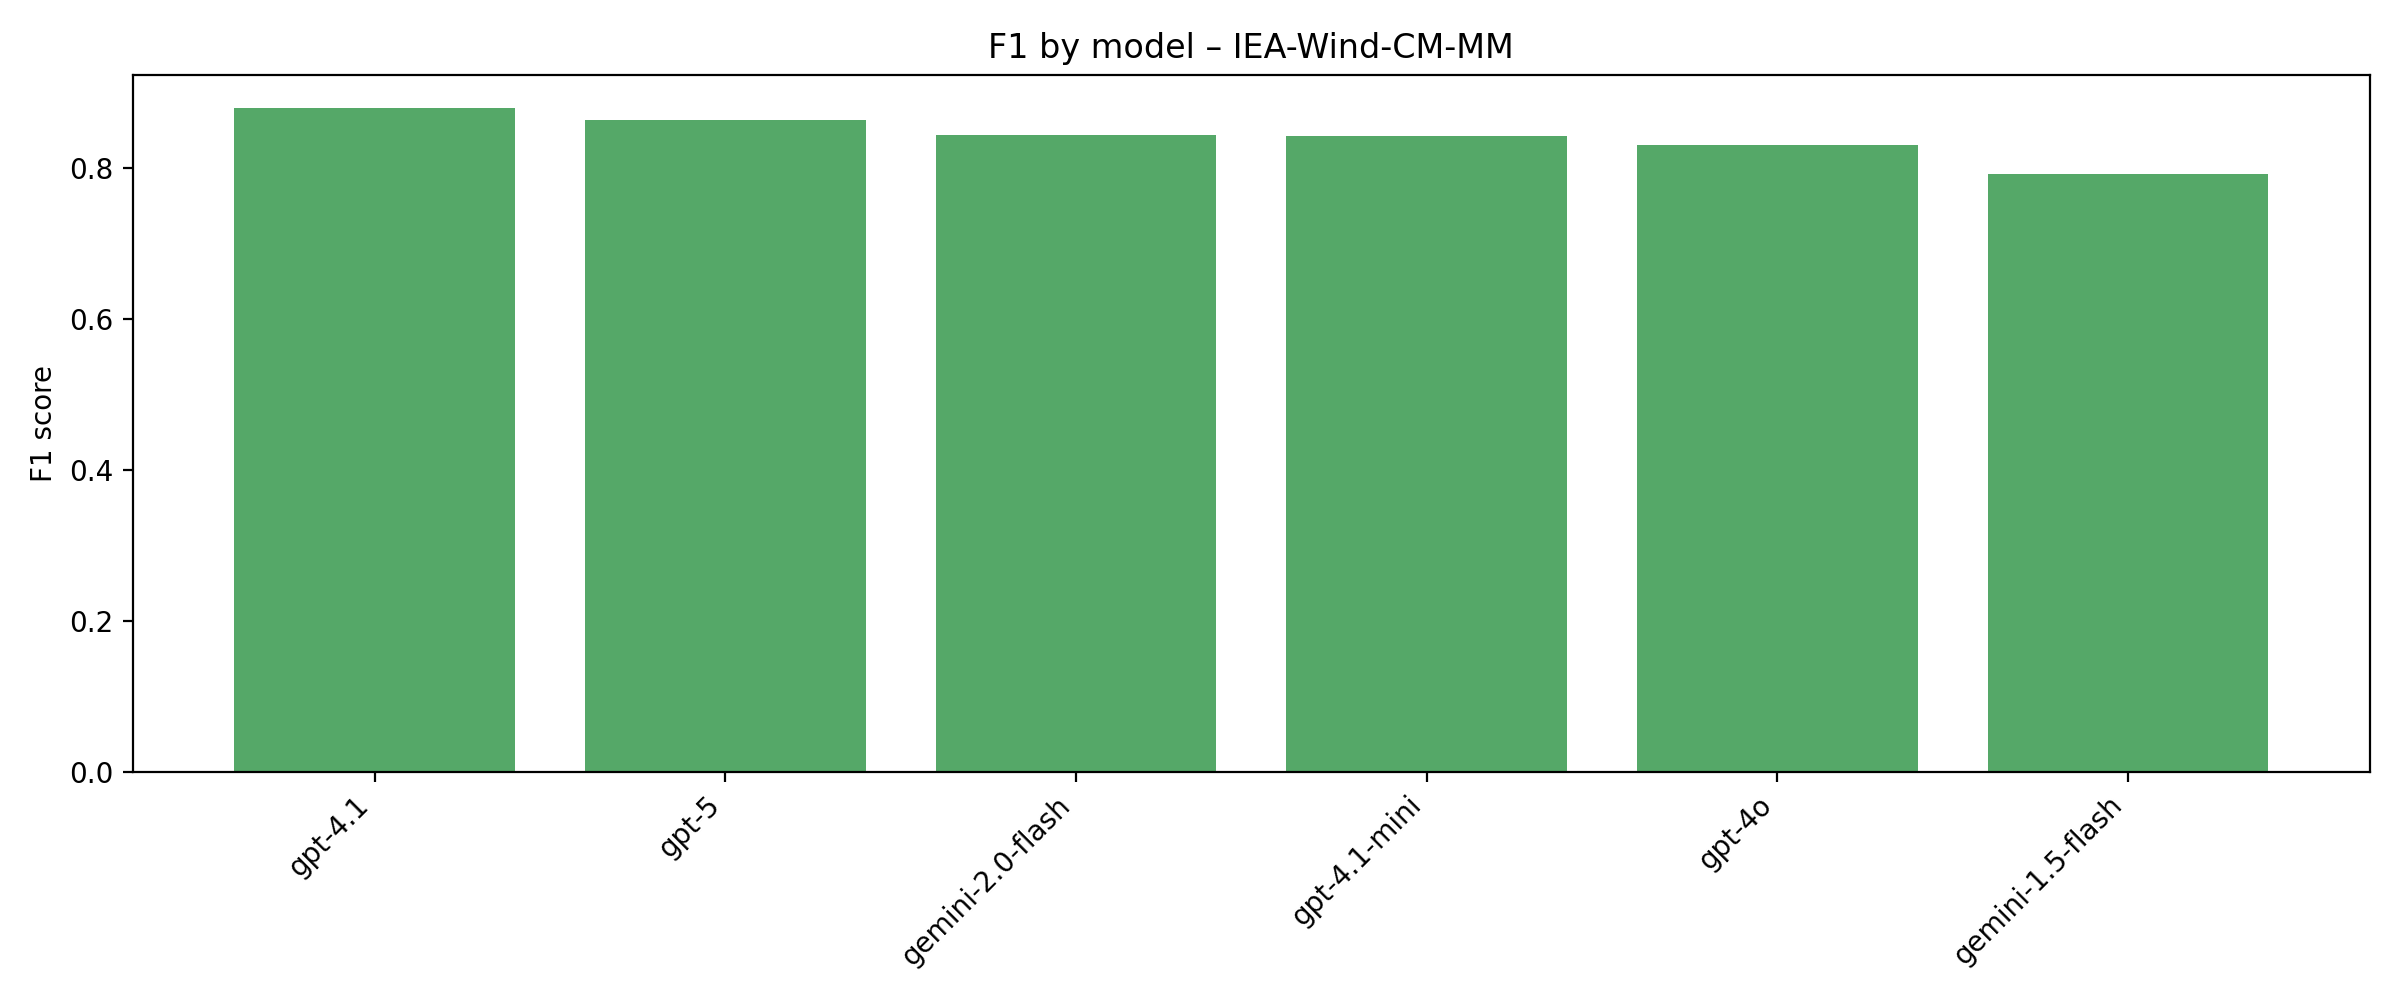 F1 by model – IEA-Wind-CM-MM
F1 score
0.8
0.6
0.4
0.2
0.0
gpt-4.1
gpt-5
gemini-2.0-flash
gpt-4.1-mini
gpt-4o
gemini-1.5-flash